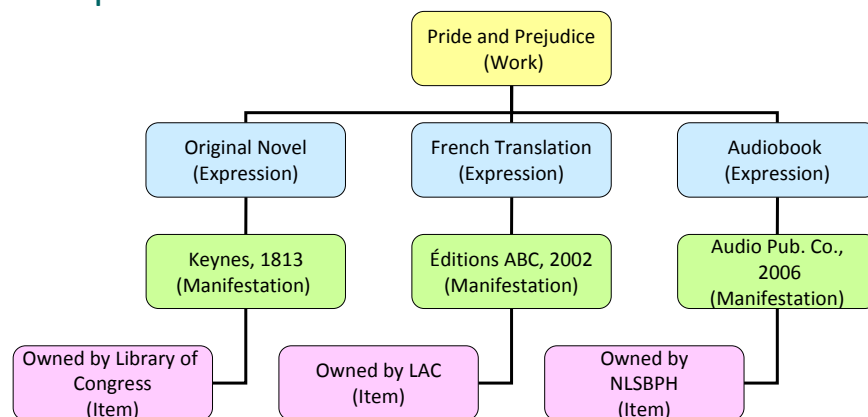 Pride and Prejudice
(Work)
Original Novel
(Expression)
French Translation
(Expression)
Audiobook
(Expression)
Keynes, 1813
(Manifestation)
Éditions ABC, 2002
(Manifestation)
Audio Pub. Co.,
2006
(Manifestation)
Owned by Library of
Congress
(Item)
Owned by LAC
(Item)
Owned by
NLSBPH
(Item)